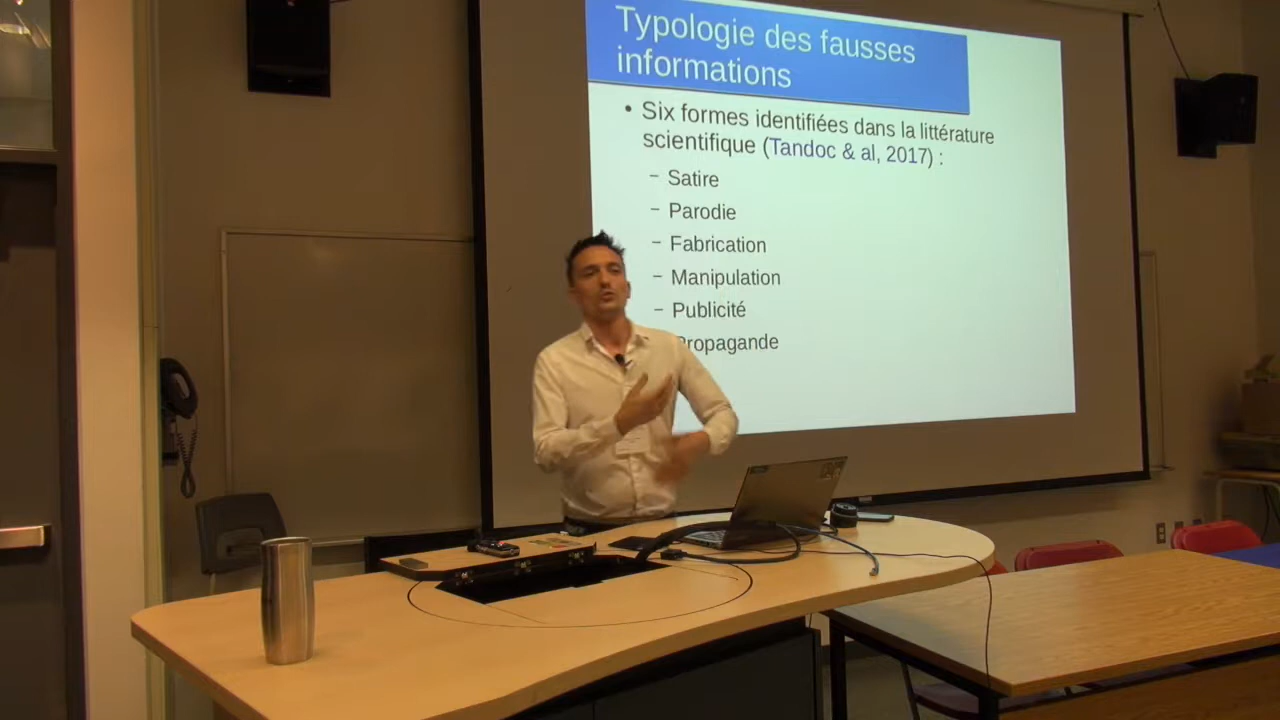 Typologie des fausses
informations
• Six formes identifiées dans la littérature
scientifique (Tandoc & al, 2017) :
– Satire
– Parodie
– Fabrication
– Manipulation
– Publicité
Propagande